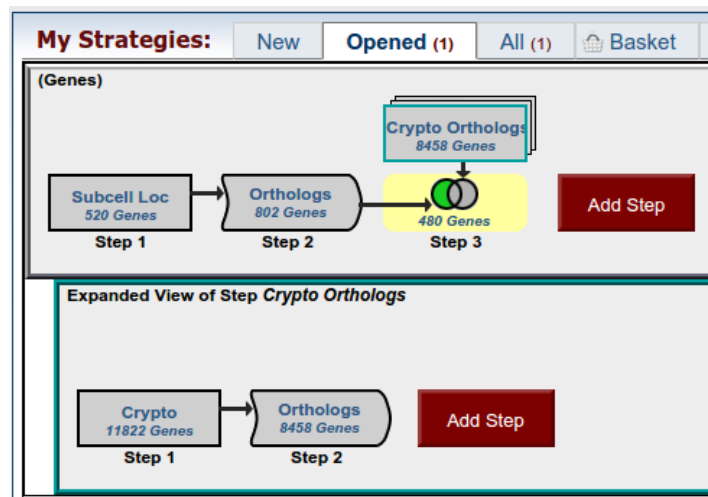 My Strategies: New Opened (1) All (1) Basket
(Genes)
Crypto Orthologs
8458 Genes
Subcell Loc
520 Genes
Step 1
Orthologs
802 Genes
Step 2
480 Genes
Step 3
Add Step
Expanded View of Step Crypto Orthologs
Crypto
11822 Genes
Step 1
Orthologs
8458 Genes
Step 2
Add Step